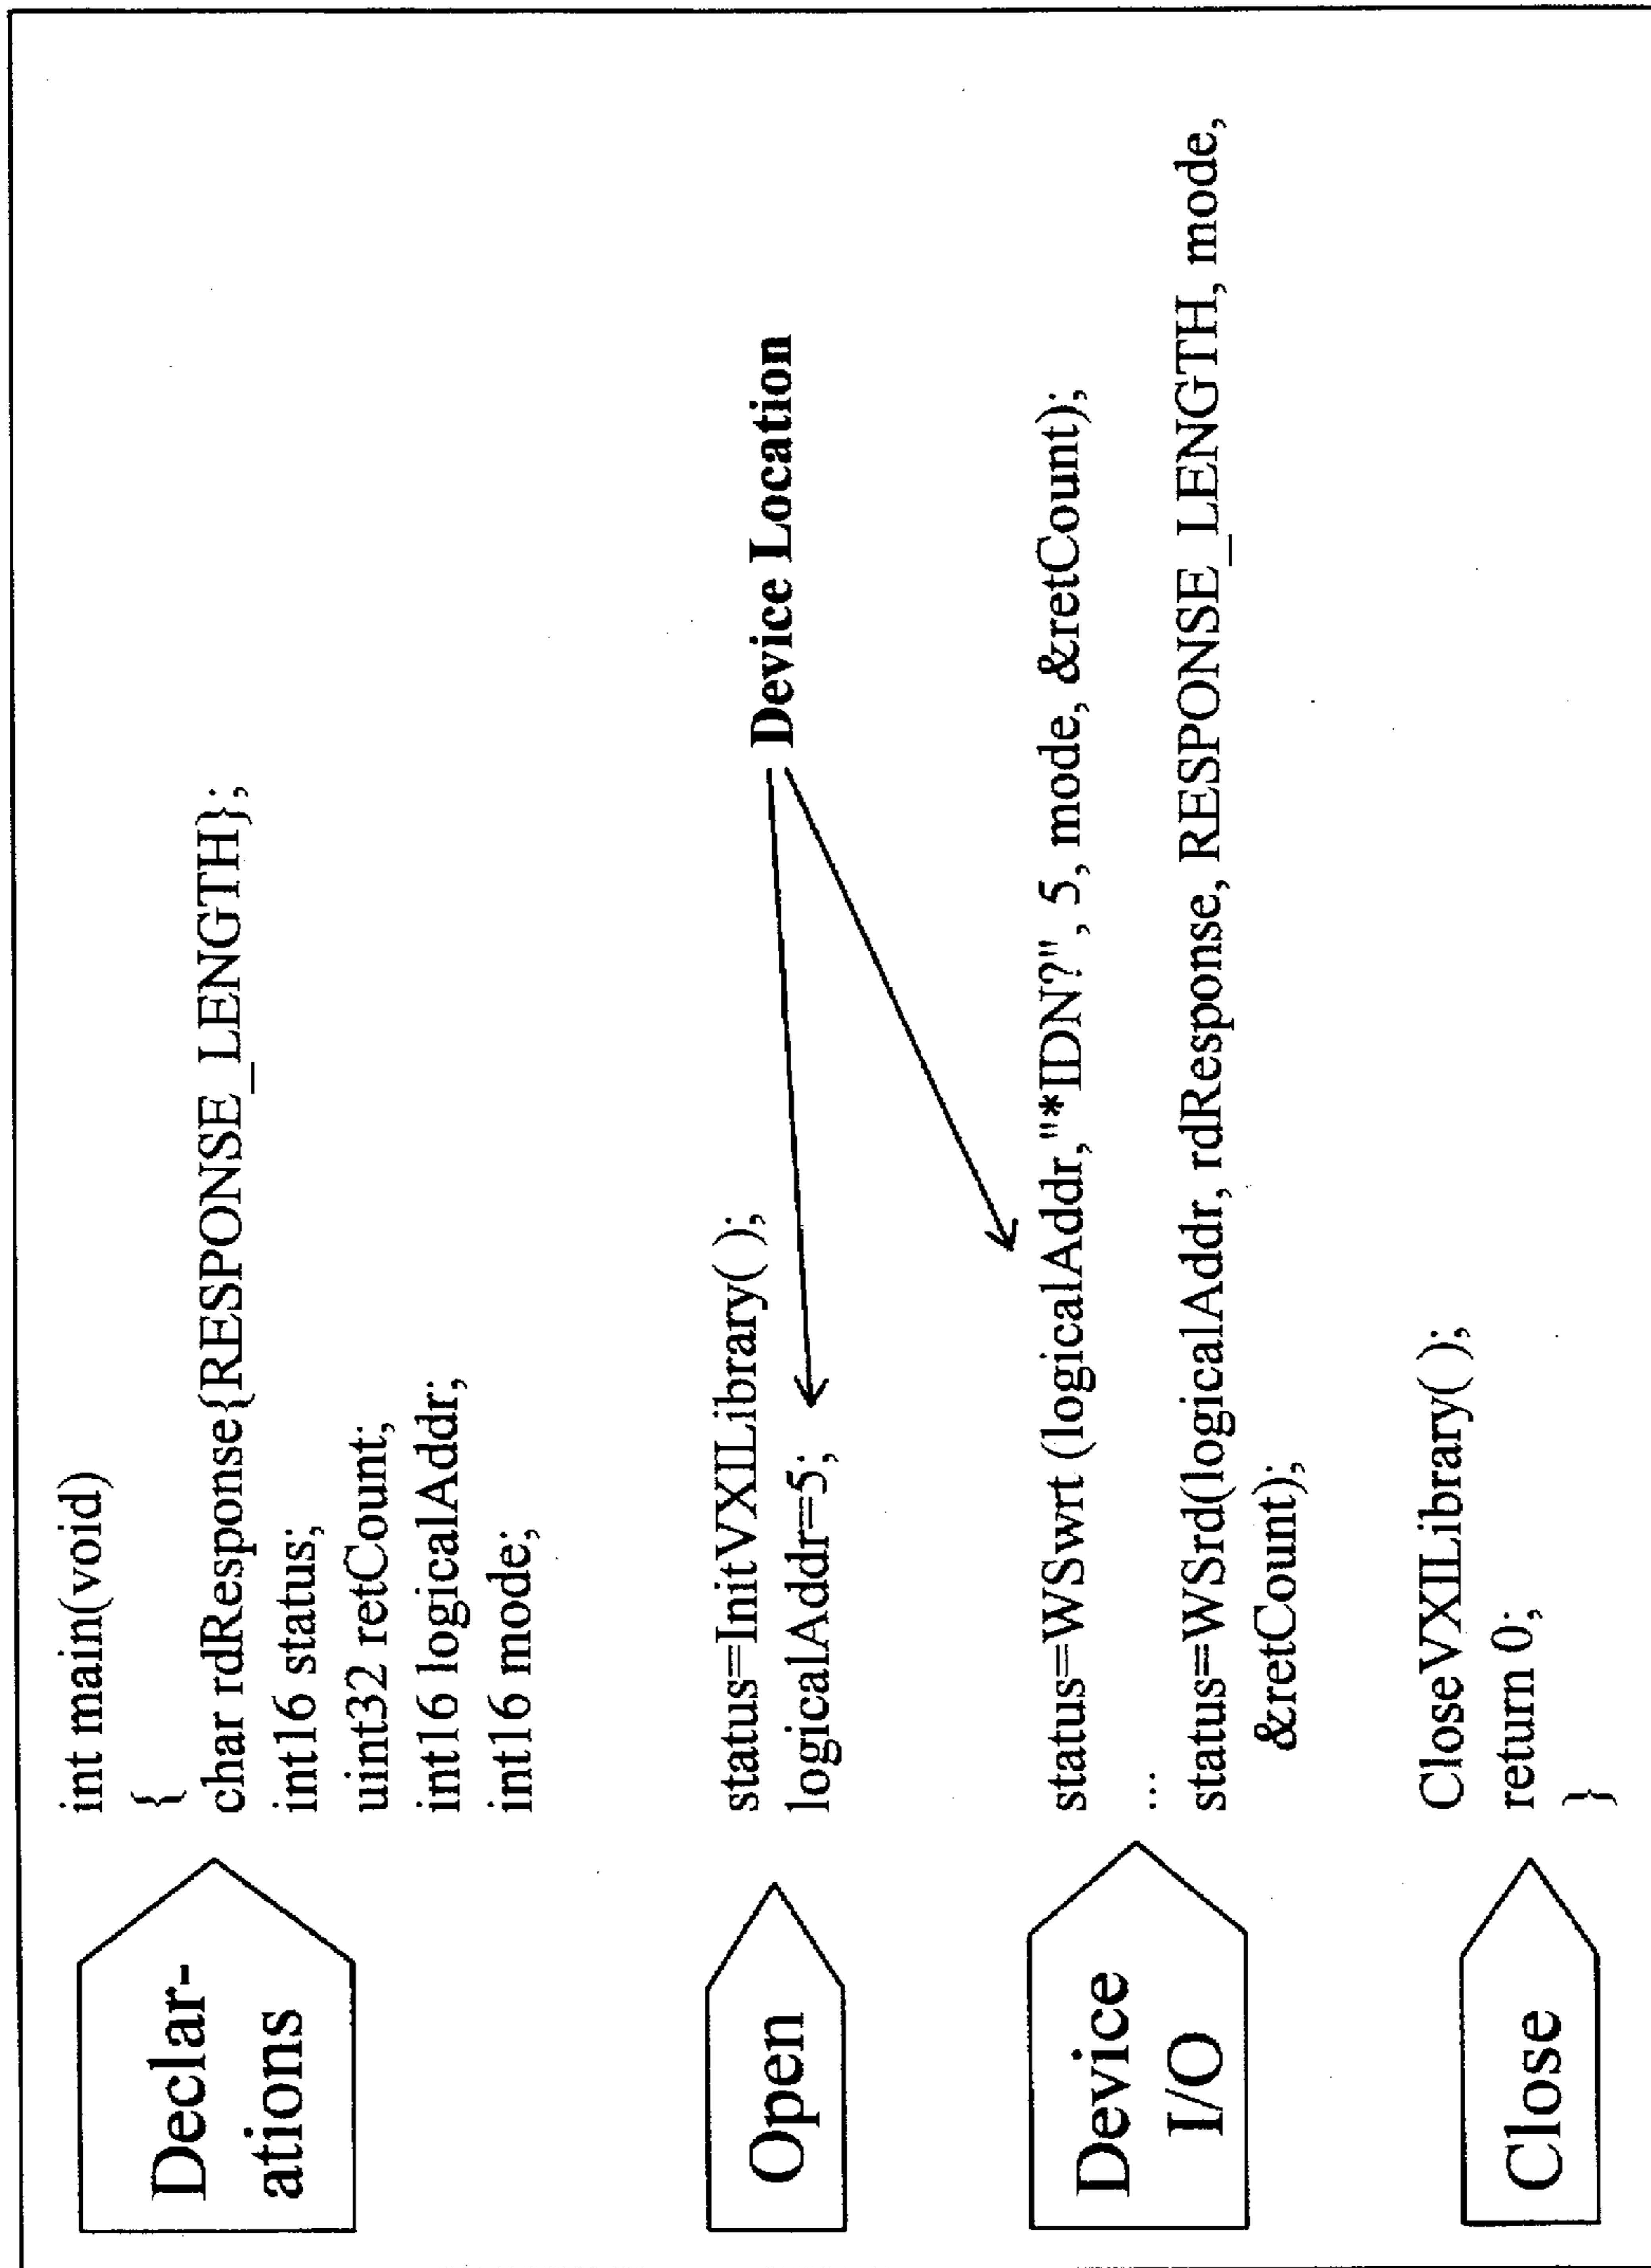 Declar-
ations
int main(void)
{
char rdResponse{RESPONSE_LENGTH};
int16 status;
uint32 retCount;
int16 logicalAddr;
int16 mode;
Open
status=InitVXILibrary( );
logicalAddr=5;
Device Location
Device
I/O
status=WSwrt (logicalAddr,"*IDN?", 5, mode, &retCount);
...
status=WSrd(logicalAddr, rdResponse, RESPONSE_LENGTH, mode,
&retCount);
Close
CloseVXILibrary( );
return 0;
}